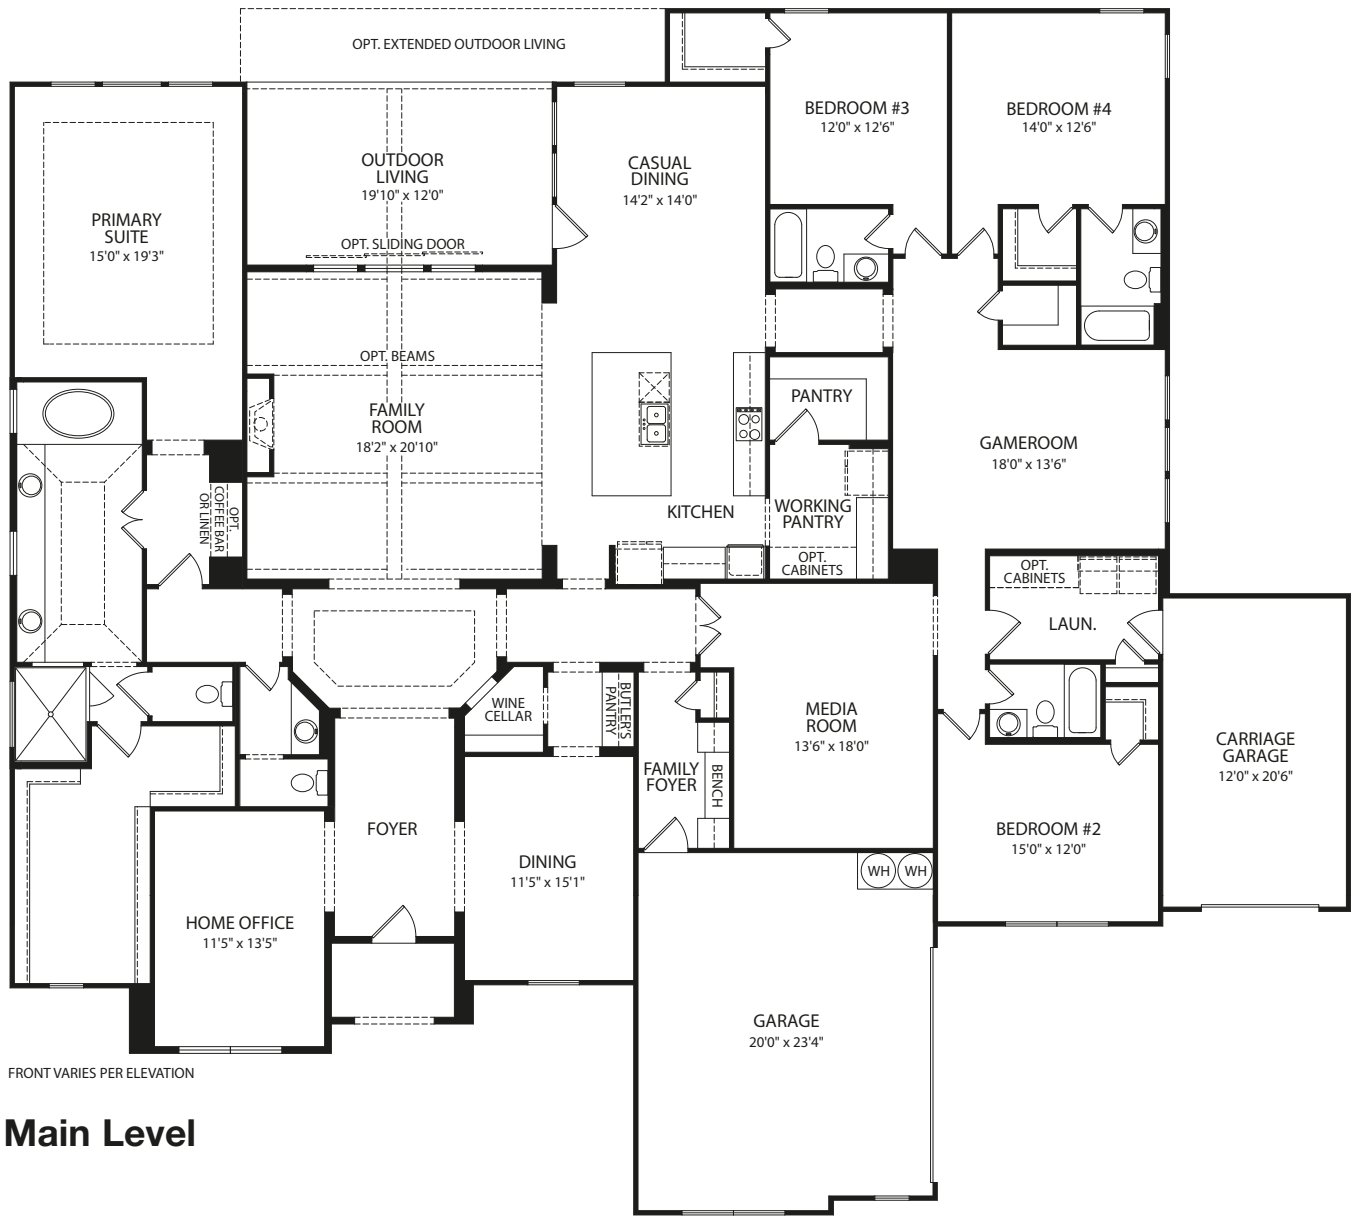 OPT. EXTENDED OUTDOOR LIVING
BEDROOM #3
12'0" x 12'6"
BEDROOM #4
14'0" x 12'6"
OUTDOOR
LIVING
19'10" x 12'0"
CASUAL
DINING
14'2" x 14'0"
PRIMARY
SUITE
15'0" x 19'3"
OPT. SLIDING DOOR
OPT. BEAMS
FAMILY
ROOM
18'2" x 20'10"
PANTRY
GAMEROOM
18'0" x 13'6"
KITCHEN
WORKING
PANTRY
OPT.
CABINETS
OPT.
COFFEE BAR
OR LINEN
OPT.
CABINETS
LAUN.
WINE
CELLAR
BUTLER'S
PANTRY
MEDIA
ROOM
13'6" x 18'0"
FAMILY
FOYER
BENCH
CARRIAGE
GARAGE
12'0" x 20'6"
FOYER
BEDROOM #2
15'0" x 12'0"
DINING
11'5" x 15'1"
WH
WH
HOME OFFICE
11'5" x 13'5"
GARAGE
20'0" x 23'4"
FRONT VARIES PER ELEVATION
Main Level